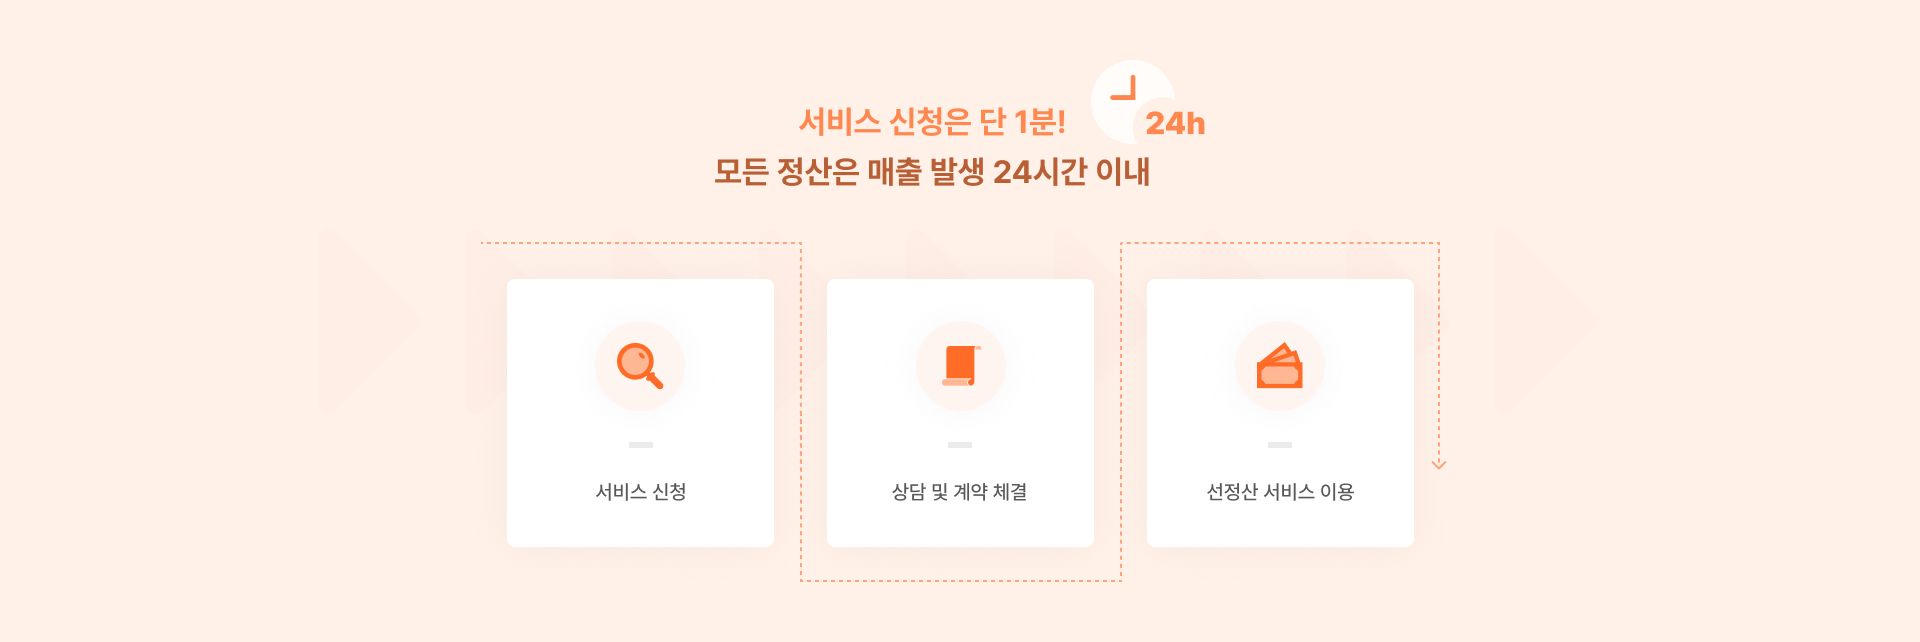 서비스 신청은 단 1분!
24h
모든 정산은 매출 발생 24시간 이내
서비스 신청
상담 및 계약 체결
선정산 서비스 이용